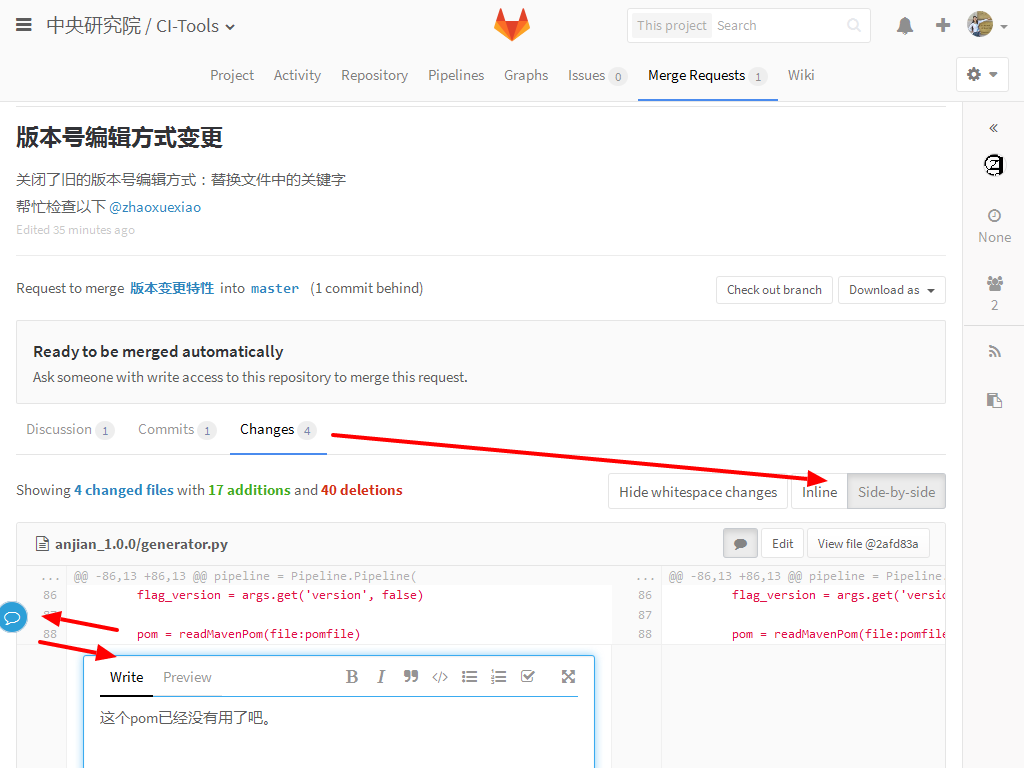 中央研究院 / CI-Tools
This project Search
Project Activity Repository Pipelines Graphs Issues 0 Merge Requests 1 Wiki
版本号编辑方式变更
关闭了旧的版本号编辑方式：替换文件中的关键字
帮忙检查以下 @zhaoxuexiao
Edited 35 minutes ago
None
2
Request to merge 版本变更特性 into master (1 commit behind)
Check out branch Download as
Ready to be merged automatically
Ask someone with write access to this repository to merge this request.
Discussion 1 Commits 1 Changes 4
Showing 4 changed files with 17 additions and 40 deletions
Hide whitespace changes Inline Side-by-side
anjian_1.0.0/generator.py
Edit View file @2afd83a
... @@ -86,13 +86,13 @@ pipeline = Pipeline.Pipeline( ... @@ -86,13 +86,13 @@ pipeline = Pipeline.
86 flag_version = args.get('version', false) 86 flag_version = args.get('versio
87 87
88 pom = readMavenPom(file:pomfile) 88 pom = readMavenPom(file:pomfile
Write Preview B I
这个pom已经没有用了吧。